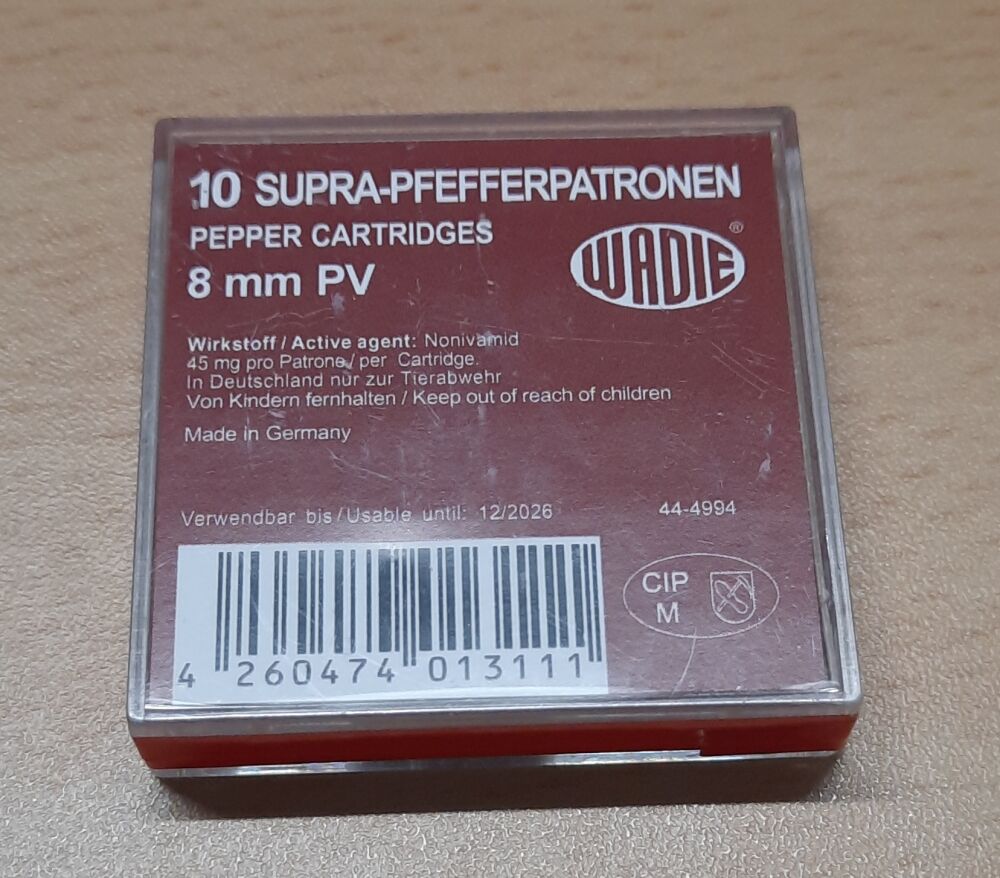 10 SUPRA-PFEFFERPATRONEN
PEPPER CARTRIDGES
8 mm PV
WADIE®
Wirkstoff / Active agent: Nonivamid
45 mg pro Patrone / per Cartridge.
In Deutschland nur zur Tierabwehr
Von Kindern fernhalten / Keep out of reach of children
Made in Germany
Verwendbar bis / Usable until: 12/2026
44-4994
CIP
M
4 260474 013111